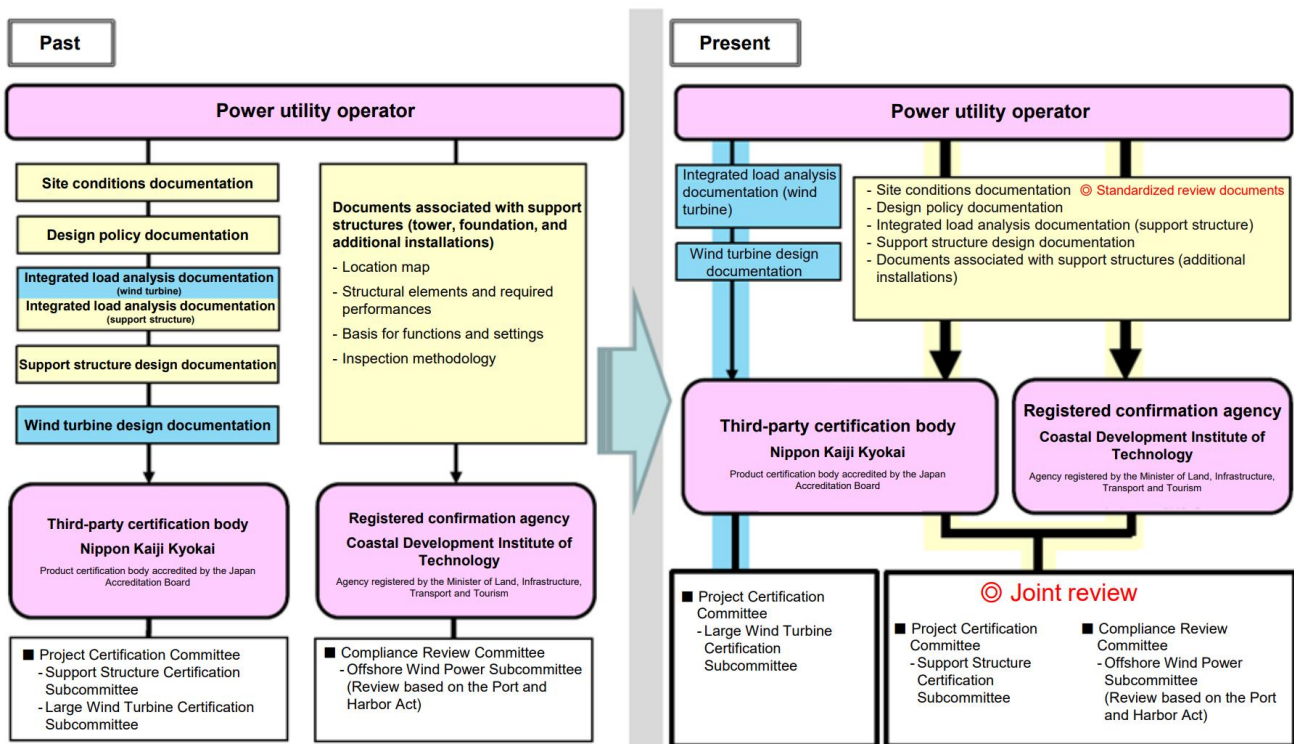 Past
Power utility operator
Site conditions documentation
Design policy documentation
Integrated load analysis documentation
(wind turbine)
Integrated load analysis documentation
(support structure)
Support structure design documentation
Wind turbine design documentation
Documents associated with support
structures (tower, foundation, and
additional installations)
- Location map
- Structural elements and required
performances
- Basis for functions and settings
- Inspection methodology
Third-party certification body
Nippon Kaiji Kyokai
Product certification body accredited by the Japan
Accreditation Board
Registered confirmation agency
Coastal Development Institute of
Technology
Agency registered by the Minister of Land, Infrastructure,
Transport and Tourism
■ Project Certification Committee
- Support Structure Certification
Subcommittee
- Large Wind Turbine Certification
Subcommittee
■ Compliance Review Committee
- Offshore Wind Power Subcommittee
(Review based on the Port and
Harbor Act)
Present
Power utility operator
Integrated load analysis
documentation (wind
turbine)
Wind turbine design
documentation
- Site conditions documentation ◎ Standardized review documents
- Design policy documentation
- Integrated load analysis documentation (support structure)
- Support structure design documentation
- Documents associated with support structures (additional
installations)
Third-party certification body
Nippon Kaiji Kyokai
Product certification body accredited by the Japan
Accreditation Board
Registered confirmation agency
Coastal Development Institute of
Technology
Agency registered by the Minister of Land, Infrastructure,
Transport and Tourism
■ Project Certification
Committee
- Large Wind Turbine
Certification
Subcommittee
◎ Joint review
■ Project Certification
Committee
- Support Structure
Certification
Subcommittee
■ Compliance Review
Committee
- Offshore Wind Power
Subcommittee
(Review based on the Port
and Harbor Act)